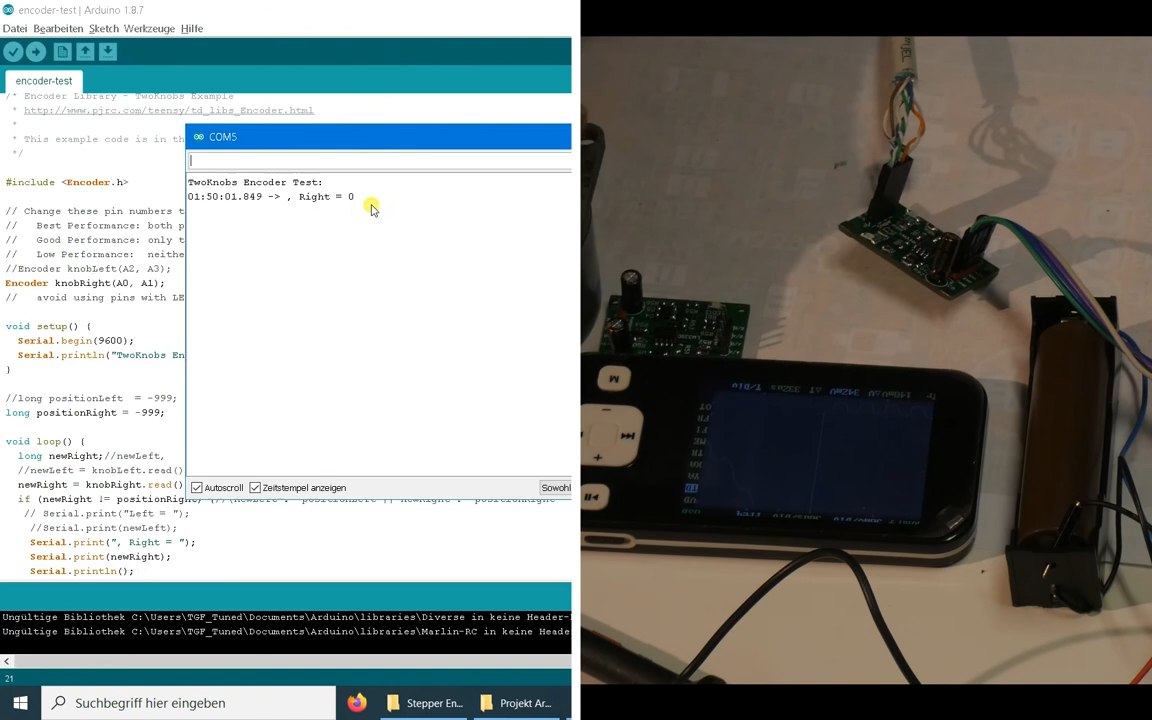 encoder-test | Arduino 1.8.7
Datei Bearbeiten Sketch Werkzeuge Hilfe
encoder-test
/* Encoder Library - TwoKnobs Example
* http://www.pjrc.com/teensy/td_libs_Encoder.html
*
* This example code is in th
*/
#include <Encoder.h>
// Change these pin numbers t
// Best Performance: both p
// Good Performance: only t
// Low Performance: neithe
//Encoder knobLeft(A2, A3);
Encoder knobRight(A0, A1);
// avoid using pins with LE
void setup() {
Serial.begin(9600);
Serial.println("TwoKnobs En
}
//long positionLeft = -999;
long positionRight = -999;
void loop() {
long newRight;//newLeft,
//newLeft = knobLeft.read()
newRight = knobRight.read()
if (newRight != positionRight) {
// Serial.print("Left = ");
//Serial.print(newLeft);
Serial.print(", Right = ");
Serial.print(newRight);
Serial.println();
COM5
TwoKnobs Encoder Test:
01:50:01.849 -> , Right = 0
Autoscroll Zeitstempel anzeigen Sowohl
Ungültige Bibliothek C:\Users\TGF_Tuned\Documents\Arduino\libraries\Diverse in keine Header-
Ungültige Bibliothek C:\Users\TGF_Tuned\Documents\Arduino\libraries\Marlin-RC in keine Heade
21
Suchbegriff hier eingeben
Stepper En...
Projekt Ar...
M